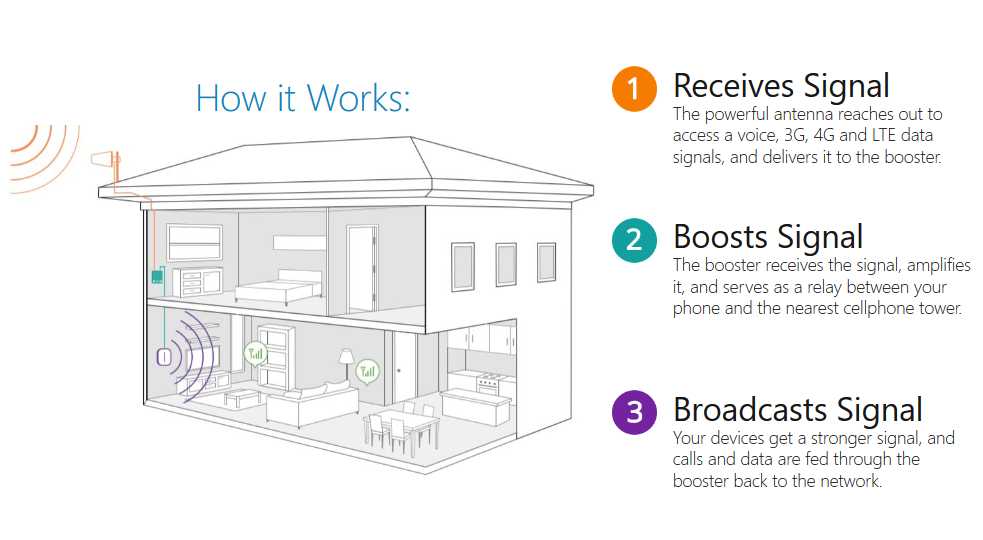 How it Works:
1
Receives Signal
The powerful antenna reaches out to
access a voice, 3G, 4G and LTE data
signals, and delivers it to the booster.
2
Boosts Signal
The booster receives the signal, amplifies
it, and serves as a relay between your
phone and the nearest cellphone tower.
3
Broadcasts Signal
Your devices get a stronger signal, and
calls and data are fed through the
booster back to the network.